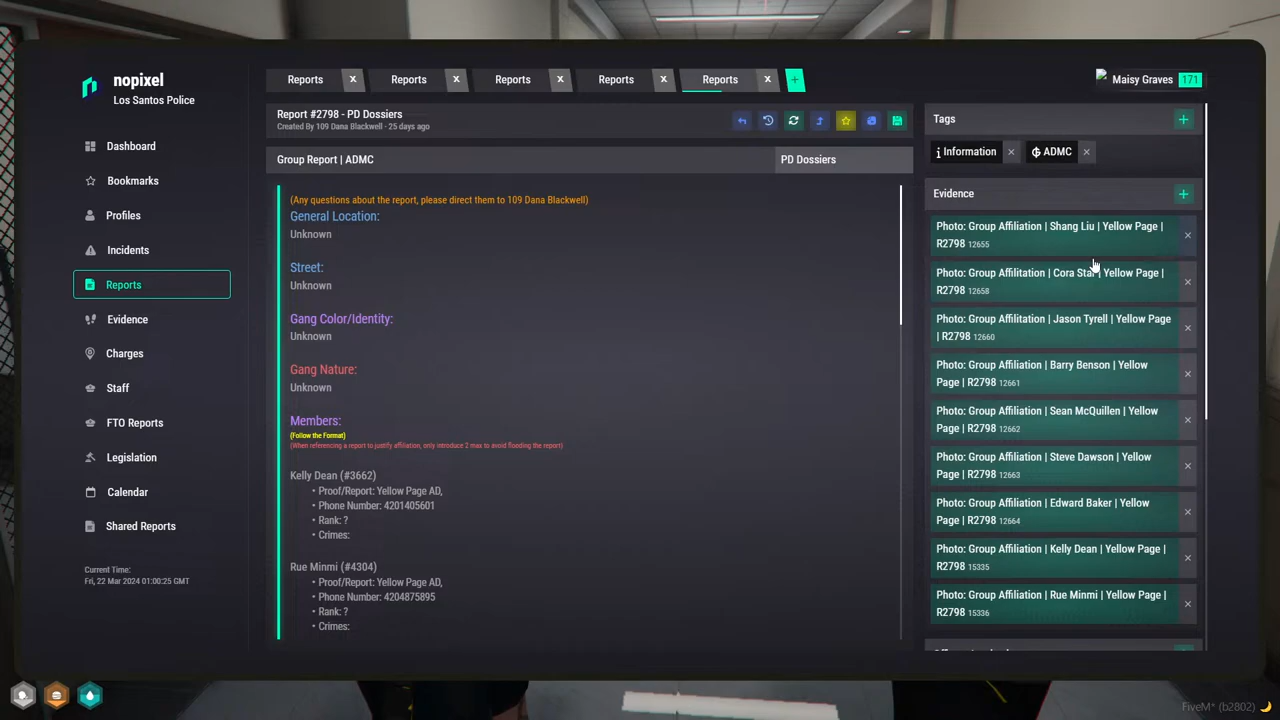 nopixel
Los Santos Police
Dashboard
Bookmarks
Profiles
Incidents
Reports
Evidence
Charges
Staff
FTO Reports
Legislation
Calendar
Shared Reports
Current Time:
Fri, 22 Mar 2024 01:00:25 GMT
Reports x
Reports x
Reports x
Reports x
Reports x
+
Maisy Graves 171
Report #2798 - PD Dossiers
Created By 109 Dana Blackwell - 25 days ago
Group Report | ADMC
PD Dossiers
(Any questions about the report, please direct them to 109 Dana Blackwell)
General Location:
Unknown
Street:
Unknown
Gang Color/Identity:
Unknown
Gang Nature:
Unknown
Members:
(Follow the Format)
(When referencing a report to justify affiliation, only introduce 2 max to avoid flooding the report)
Kelly Dean (#3662)
• Proof/Report: Yellow Page AD,
• Phone Number: 4201405601
• Rank: ?
• Crimes:
Rue Minmi (#4304)
• Proof/Report: Yellow Page AD,
• Phone Number: 4204875895
• Rank: ?
• Crimes:
Tags
Information
ADMC
Evidence
Photo: Group Affiliation | Shang Liu | Yellow Page |
R2798 12655
Photo: Group Affilitation | Cora Star | Yellow Page |
R2798 12658
Photo: Group Affilitation | Jason Tyrell | Yellow Page
| R2798 12660
Photo: Group Affiliation | Barry Benson | Yellow
Page | R2798 12661
Photo: Group Affiliation | Sean McQuillen | Yellow
Page | R2798 12662
Photo: Group Affiliation | Steve Dawson | Yellow
Page | R2798 12663
Photo: Group Affiliation | Edward Baker | Yellow
Page | R2798 12664
Photo: Group Affiliation | Kelly Dean | Yellow Page |
R2798 15335
Photo: Group Affiliation | Rue Minmi | Yellow Page |
R2798 15336
FiveM* (b2802)